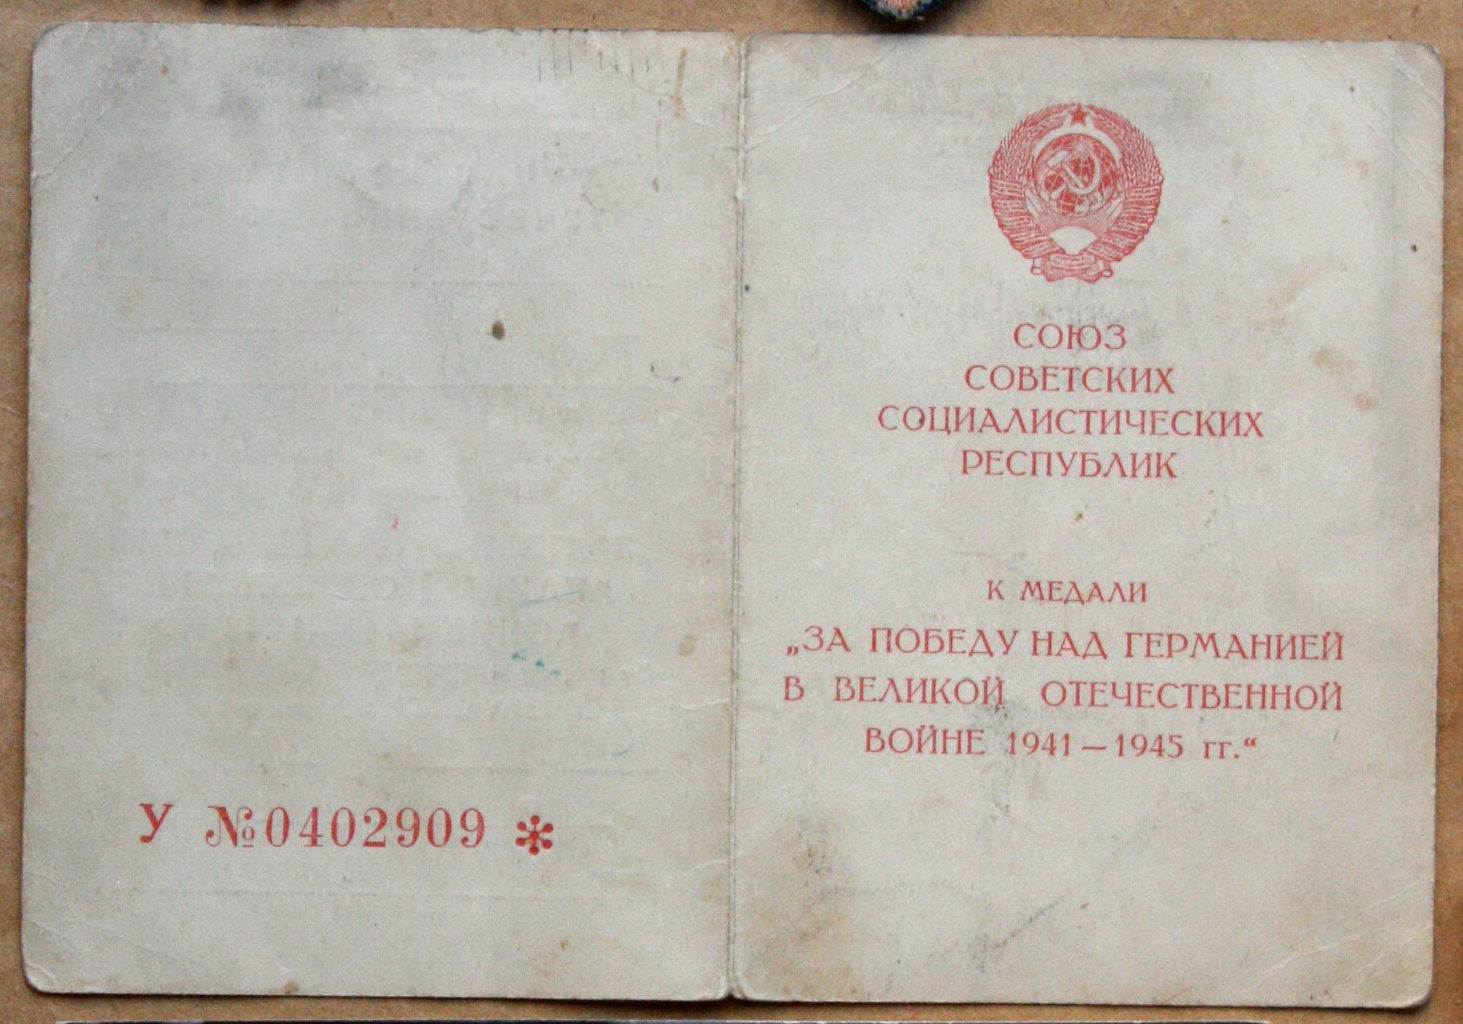 У №0402909 *
СОЮЗ
СОВЕТСКИХ
СОЦИАЛИСТИЧЕСКИХ
РЕСПУБЛИК
К МЕДАЛИ
„ЗА ПОБЕДУ НАД ГЕРМАНИЕЙ
В ВЕЛИКОЙ ОТЕЧЕСТВЕННОЙ
ВОЙНЕ 1941 — 1945 гг.“